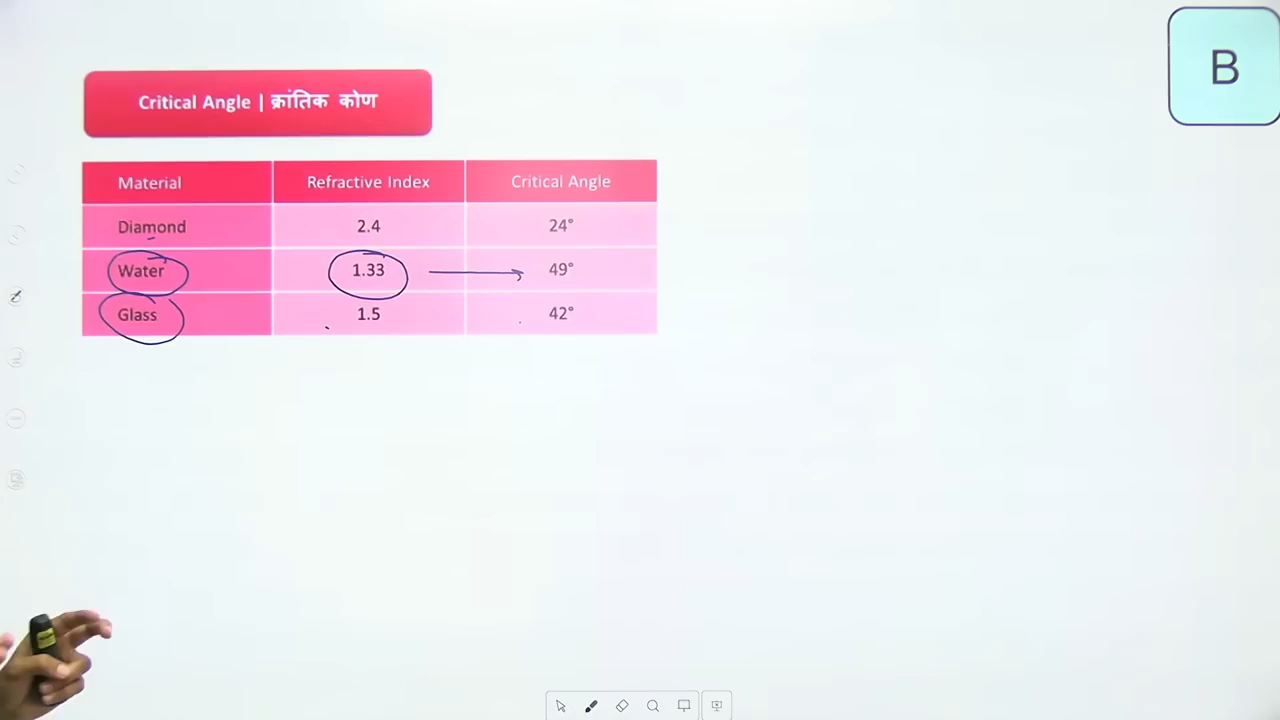 B
Critical Angle | क्रांतिक कोण
Material Refractive Index Critical Angle
Diamond 2.4 24°
Water 1.33 49°
Glass 1.5 42°